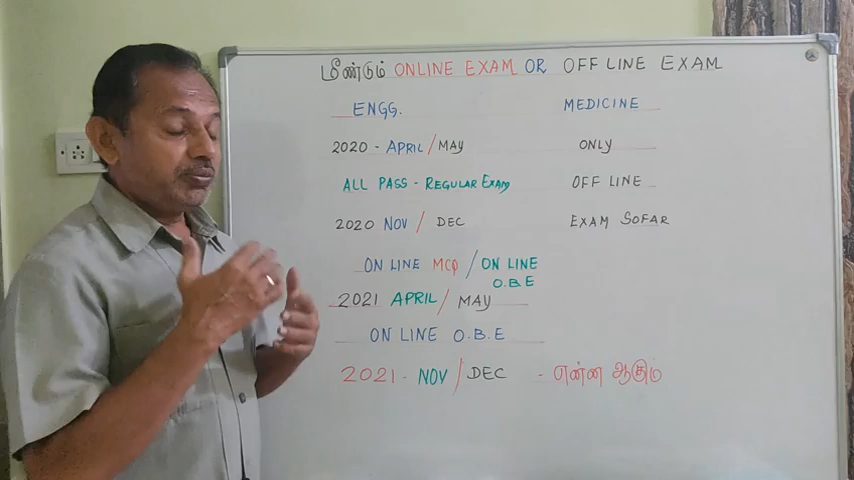 மீண்டும் ONLINE EXAM OR OFF LINE EXAM
ENGG. MEDICINE
2020 - APRIL / MAY ONLY
ALL PASS - REGULAR EXAM OFF LINE
2020 NOV / DEC EXAM SOFAR
ON LINE MCQ / ON LINE
O.B.E
2021 APRIL / MAY
ON LINE O.B.E
2021 - NOV / DEC - என்ன ஆகும்